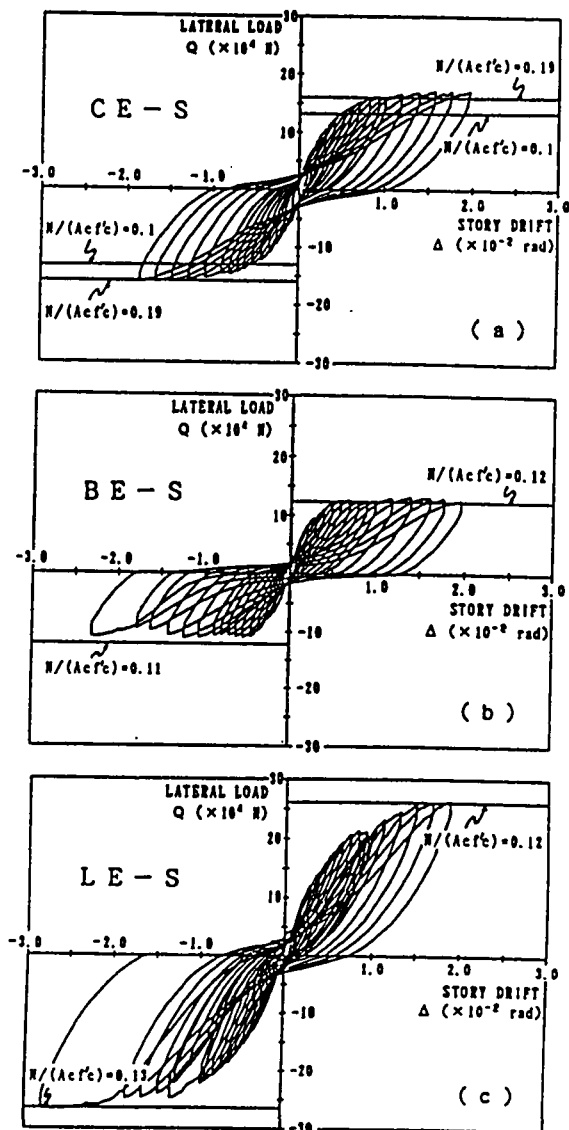 30
LATERAL LOAD
Q (×10⁴ N)
20
N/(Acf'c)=0.19
CE-S
10
N/(Acf'c)=0.1
-3.0 -2.0 -1.0
1.0 2.0 3.0
N/(Acf'c)=0.1
STORY DRIFT
-10
Δ (×10⁻² rad)
N/(Acf'c)=0.19
-20
(a)
-30
30
LATERAL LOAD
Q (×10⁴ N)
20
N/(Acf'c)=0.12
BE-S
10
-3.0 -2.0 -1.0
1.0 2.0 3.0
STORY DRIFT
-10
Δ (×10⁻² rad)
N/(Acf'c)=0.11
-20
(b)
-30
30
LATERAL LOAD
Q (×10⁴ N)
20
N/(Acf'c)=0.12
LE-S
10
-3.0 -2.0 -1.0
1.0 2.0 3.0
STORY DRIFT
-10
Δ (×10⁻² rad)
N/(Acf'c)=0.13
-20
(c)
-30